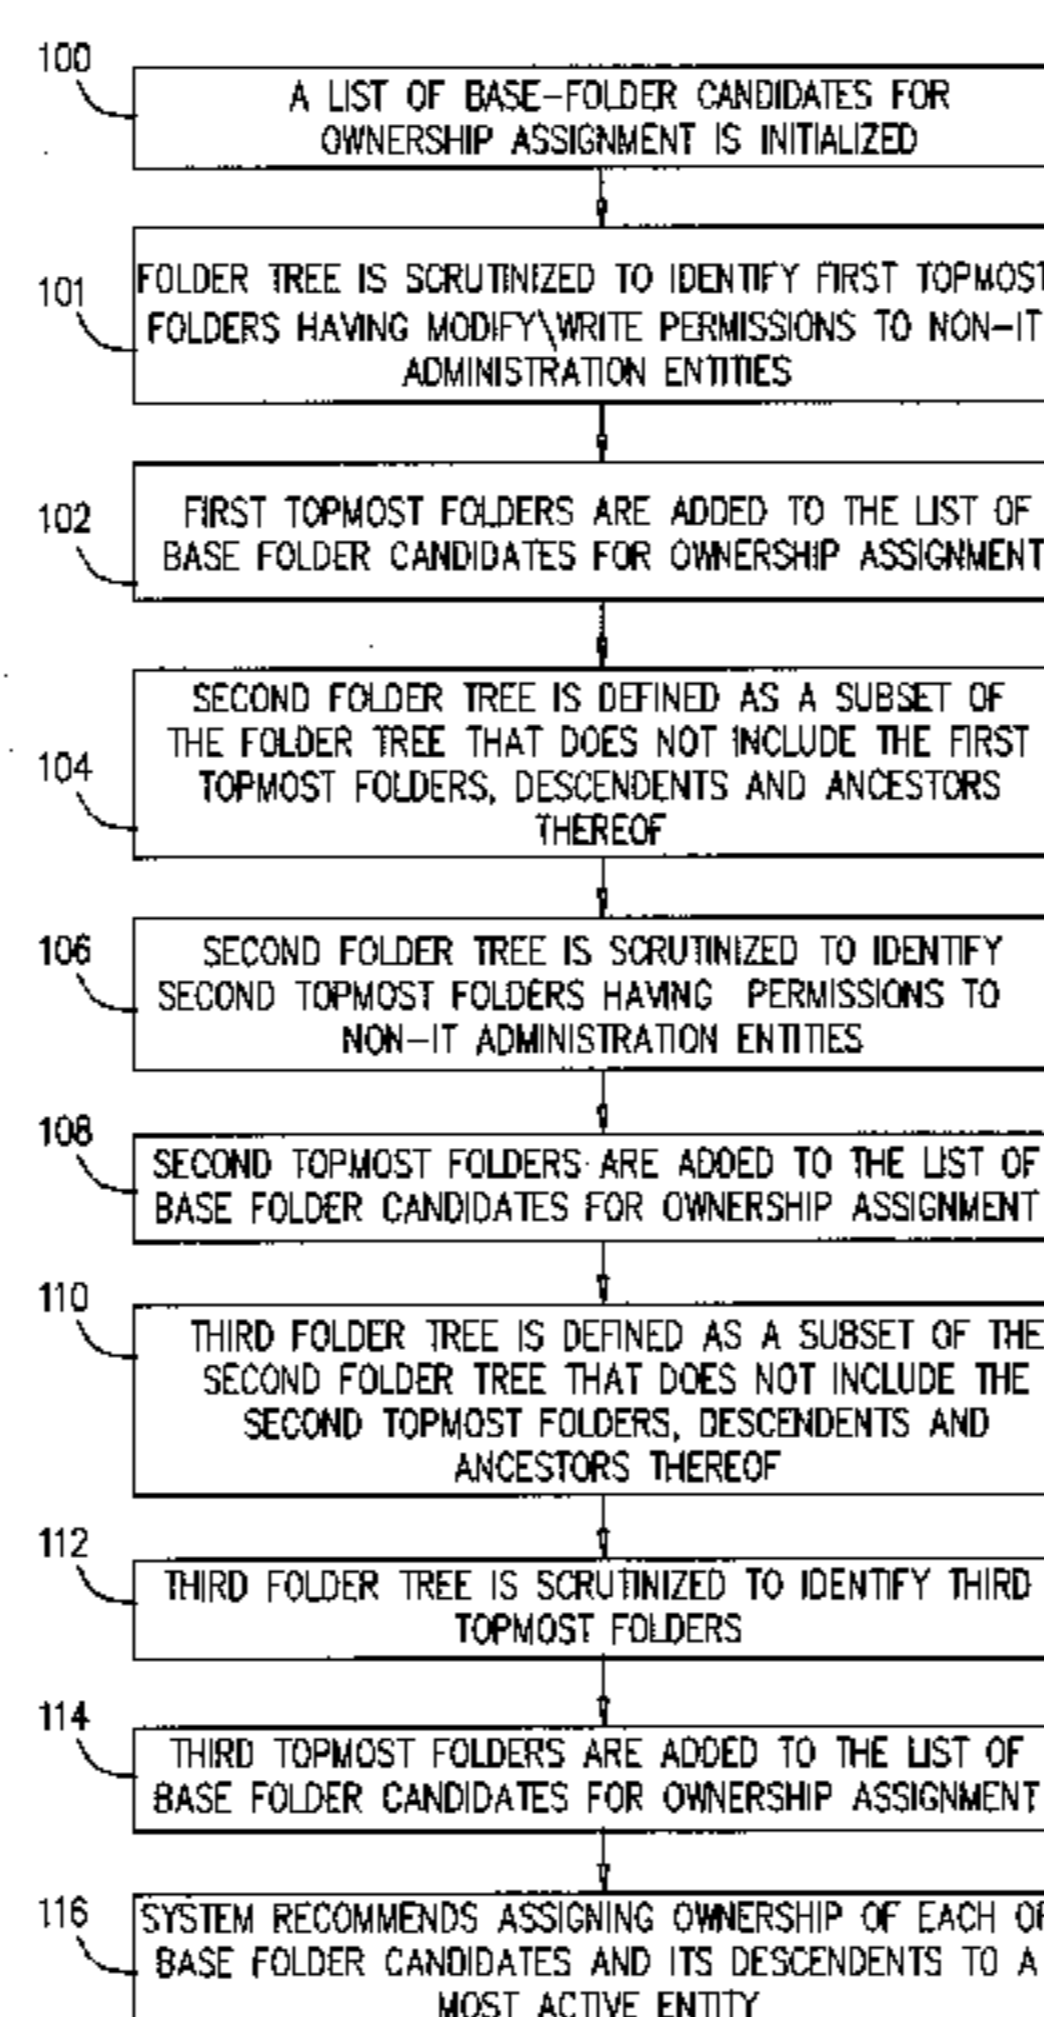 100
A LIST OF BASE-FOLDER CANDIDATES FOR
OWNERSHIP ASSIGNMENT IS INITIALIZED
101
FOLDER TREE IS SCRUTINIZED TO IDENTIFY FIRST TOPMOST
FOLDERS HAVING MODIFY\WRITE PERMISSIONS TO NON-IT
ADMINISTRATION ENTITIES
102
FIRST TOPMOST FOLDERS ARE ADDED TO THE LIST OF
BASE FOLDER CANDIDATES FOR OWNERSHIP ASSIGNMENT
104
SECOND FOLDER TREE IS DEFINED AS A SUBSET OF
THE FOLDER TREE THAT DOES NOT INCLUDE THE FIRST
TOPMOST FOLDERS, DESCENDENTS AND ANCESTORS
THEREOF
106
SECOND FOLDER TREE IS SCRUTINIZED TO IDENTIFY
SECOND TOPMOST FOLDERS HAVING PERMISSIONS TO
NON-IT ADMINISTRATION ENTITIES
108
SECOND TOPMOST FOLDERS ARE ADDED TO THE LIST OF
BASE FOLDER CANDIDATES FOR OWNERSHIP ASSIGNMENT
110
THIRD FOLDER TREE IS DEFINED AS A SUBSET OF THE
SECOND FOLDER TREE THAT DOES NOT INCLUDE THE
SECOND TOPMOST FOLDERS, DESCENDENTS AND
ANCESTORS THEREOF
112
THIRD FOLDER TREE IS SCRUTINIZED TO IDENTIFY THIRD
TOPMOST FOLDERS
114
THIRD TOPMOST FOLDERS ARE ADDED TO THE LIST OF
BASE FOLDER CANDIDATES FOR OWNERSHIP ASSIGNMENT
116
SYSTEM RECOMMENDS ASSIGNING OWNERSHIP OF EACH OF
BASE FOLDER CANDIDATES AND ITS DESCENDENTS TO A
MOST ACTIVE ENTITY